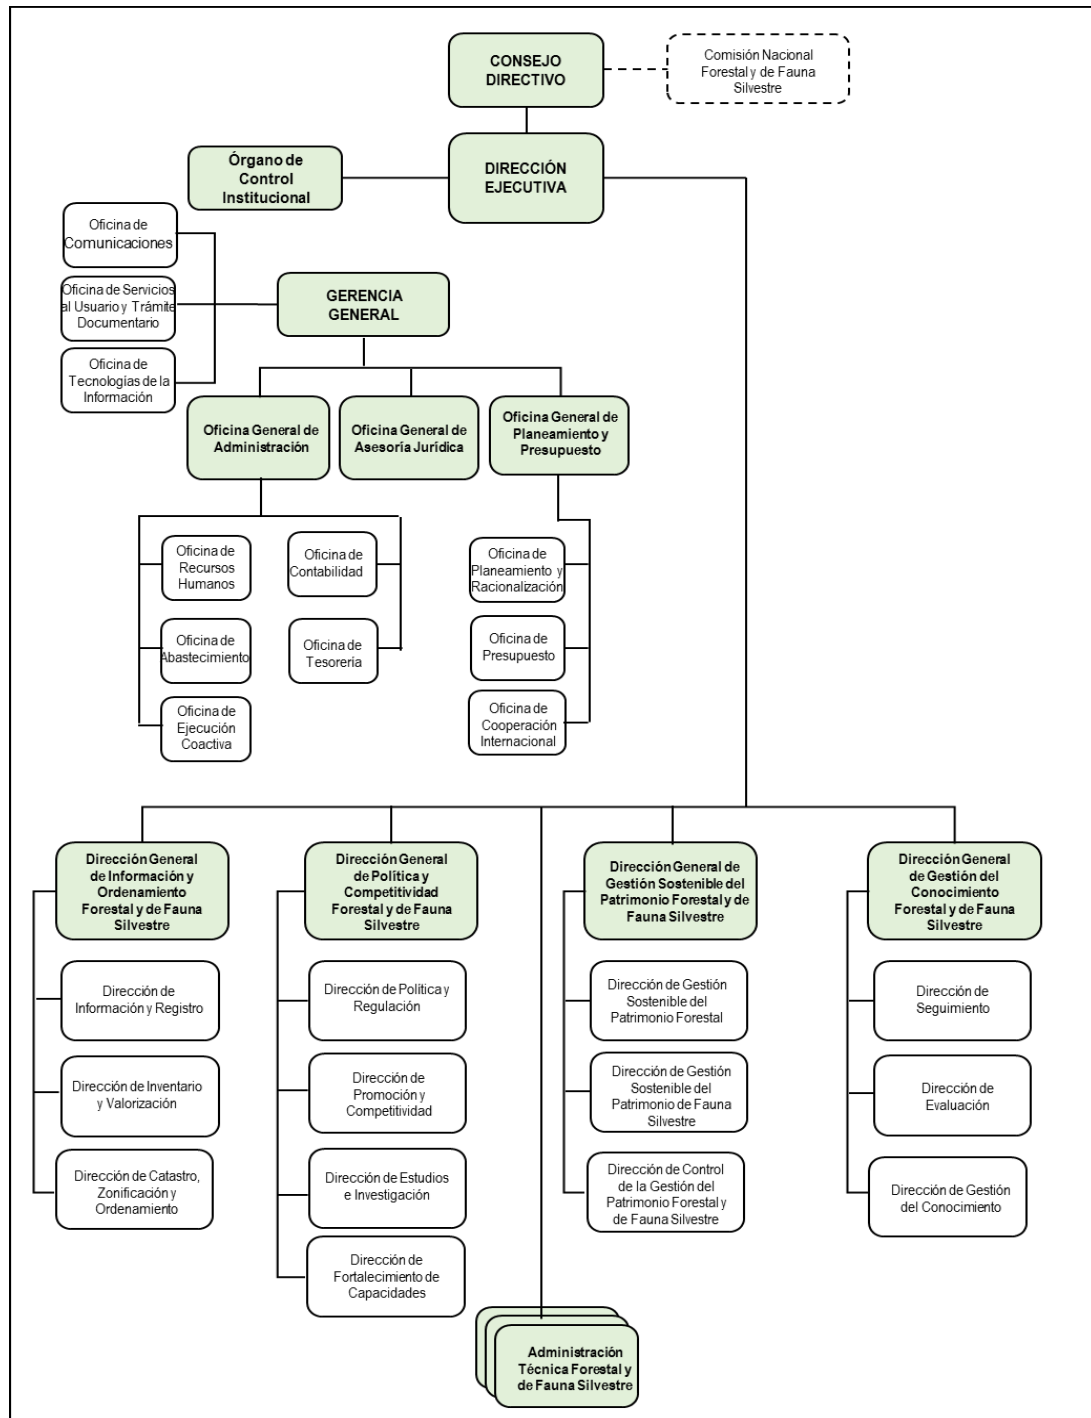 CONSEJO
DIRECTIVO
Comisión Nacional
Forestal y de Fauna
Silvestre
Órgano de
Control
Institucional
DIRECCIÓN
EJECUTIVA
Oficina de
Comunicaciones
Oficina de Servicios
al Usuario y Trámite
Documentario
Oficina de
Tecnologías de la
Información
GERENCIA
GENERAL
Oficina General de
Administración
Oficina General de
Asesoría Jurídica
Oficina General de
Planeamiento y
Presupuesto
Oficina de
Recursos
Humanos
Oficina de
Contabilidad
Oficina de
Planeamiento y
Racionalización
Oficina de
Abastecimiento
Oficina de
Tesorería
Oficina de
Presupuesto
Oficina de
Ejecución
Coactiva
Oficina de
Cooperación
Internacional
Dirección General
de Información y
Ordenamiento
Forestal y de Fauna
Silvestre
Dirección General
de Política y
Competitividad
Forestal y de Fauna
Silvestre
Dirección General de
Gestión Sostenible del
Patrimonio Forestal y de
Fauna Silvestre
Dirección General
de Gestión del
Conocimiento
Forestal y de Fauna
Silvestre
Dirección de
Información y Registro
Dirección de Política y
Regulación
Dirección de Gestión
Sostenible del
Patrimonio Forestal
Dirección de
Seguimiento
Dirección de Inventario
y Valorización
Dirección de
Promoción y
Competitividad
Dirección de Gestión
Sostenible del
Patrimonio de Fauna
Silvestre
Dirección de
Evaluación
Dirección de Catastro,
Zonificación y
Ordenamiento
Dirección de Estudios
e Investigación
Dirección de Control
de la Gestión del
Patrimonio Forestal y
de Fauna Silvestre
Dirección de Gestión
del Conocimiento
Dirección de
Fortalecimiento de
Capacidades
Administración
Técnica Forestal y
de Fauna Silvestre